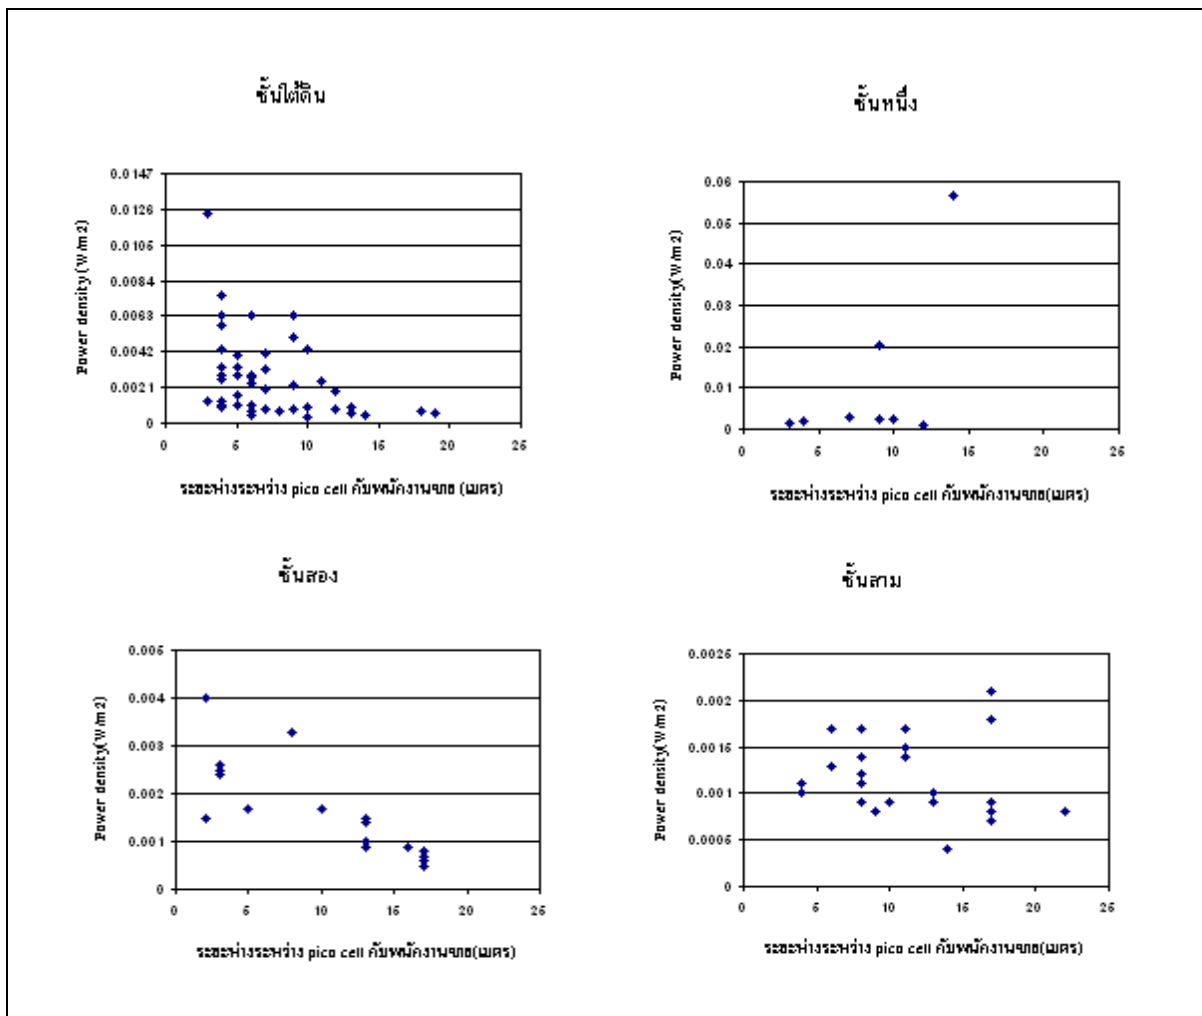 ชั้นใต้ดิน
0.0147
0.0126
0.0105
0.0084
0.0063
0.0042
0.0021
0
0 5 10 15 20 25
Power density (W/m2)
ระยะห่างระหว่าง pico cell กับพนักงานขาย (เมตร)
ชั้นหนึ่ง
0.06
0.05
0.04
0.03
0.02
0.01
0
0 5 10 15 20 25
Power density(W/m2)
ระยะห่างระหว่าง pico cell กับพนักงานขาย(เมตร)
ชั้นสอง
0.005
0.004
0.003
0.002
0.001
0
0 5 10 15 20 25
Power density(W/m2)
ระยะห่างระหว่าง pico cell กับพนักงานขาย(เมตร)
ชั้นสาม
0.0025
0.002
0.0015
0.001
0.0005
0
0 5 10 15 20 25
Power density(W/m2)
ระยะห่างระหว่าง pico cell กับพนักงานขาย(เมตร)